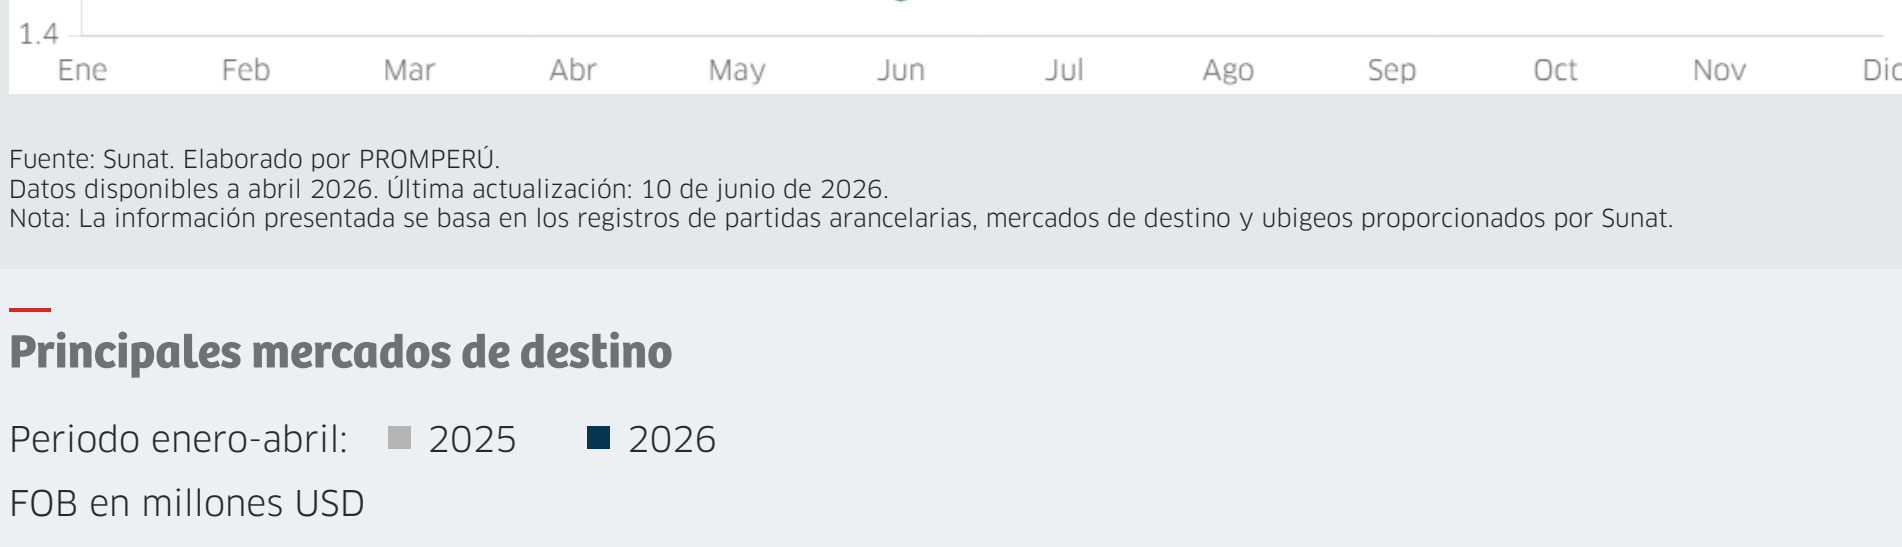 1.4
Ene Feb Mar Abr May Jun Jul Ago Sep Oct Nov Dic
Fuente: Sunat. Elaborado por PROMPERÚ.
Datos disponibles a abril 2026. Última actualización: 10 de junio de 2026.
Nota: La información presentada se basa en los registros de partidas arancelarias, mercados de destino y ubigeos proporcionados por Sunat.
Principales mercados de destino
Periodo enero-abril: 2025 2026
FOB en millones USD